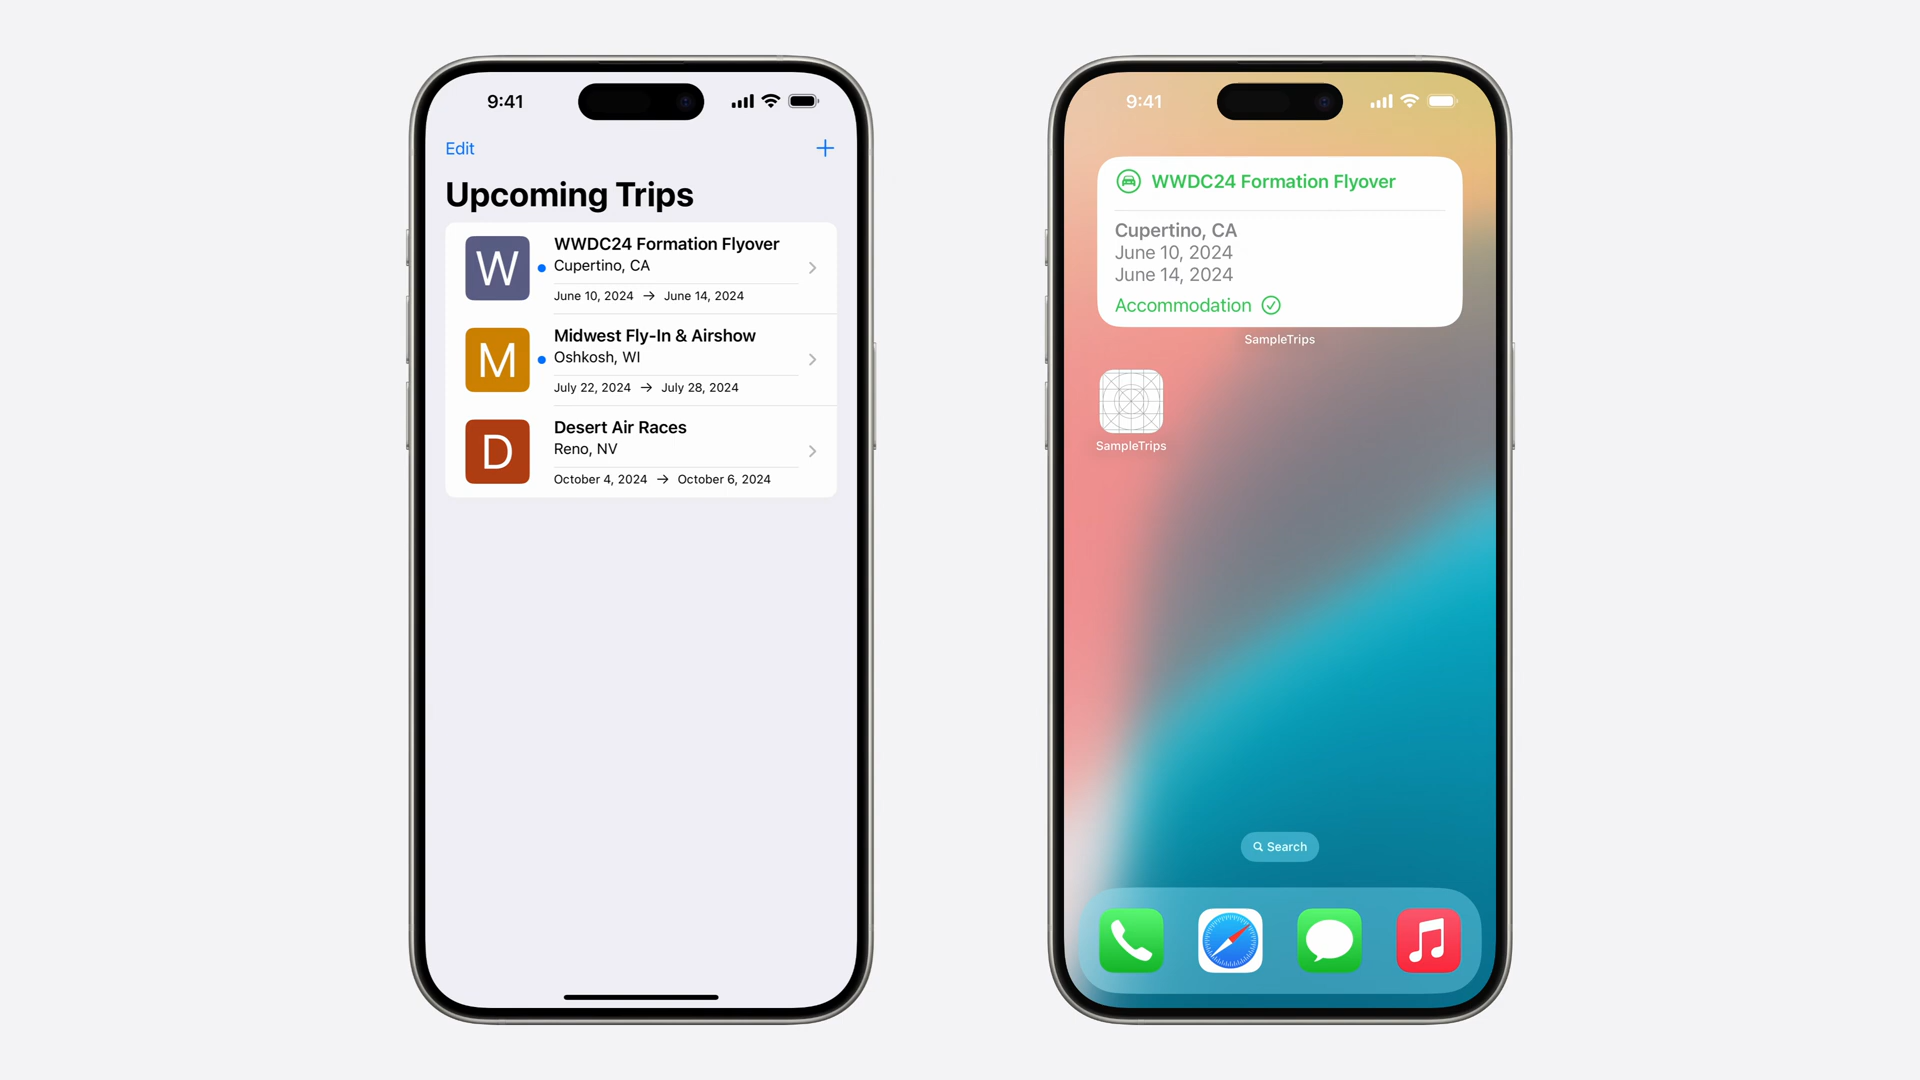 9:41
Edit
Upcoming Trips
W
WWDC24 Formation Flyover
Cupertino, CA
June 10, 2024 → June 14, 2024
M
Midwest Fly-In & Airshow
Oshkosh, WI
July 22, 2024 → July 28, 2024
D
Desert Air Races
Reno, NV
October 4, 2024 → October 6, 2024
9:41
WWDC24 Formation Flyover
Cupertino, CA
June 10, 2024
June 14, 2024
Accommodation
SampleTrips
SampleTrips
Search